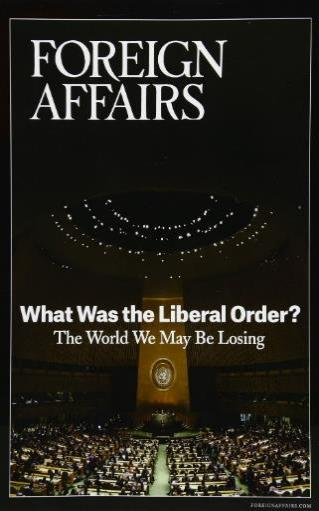 FOREIGN
AFFAIRS
What Was the Liberal Order?
The World We May Be Losing
FOREIGNAFFAIRS.COM